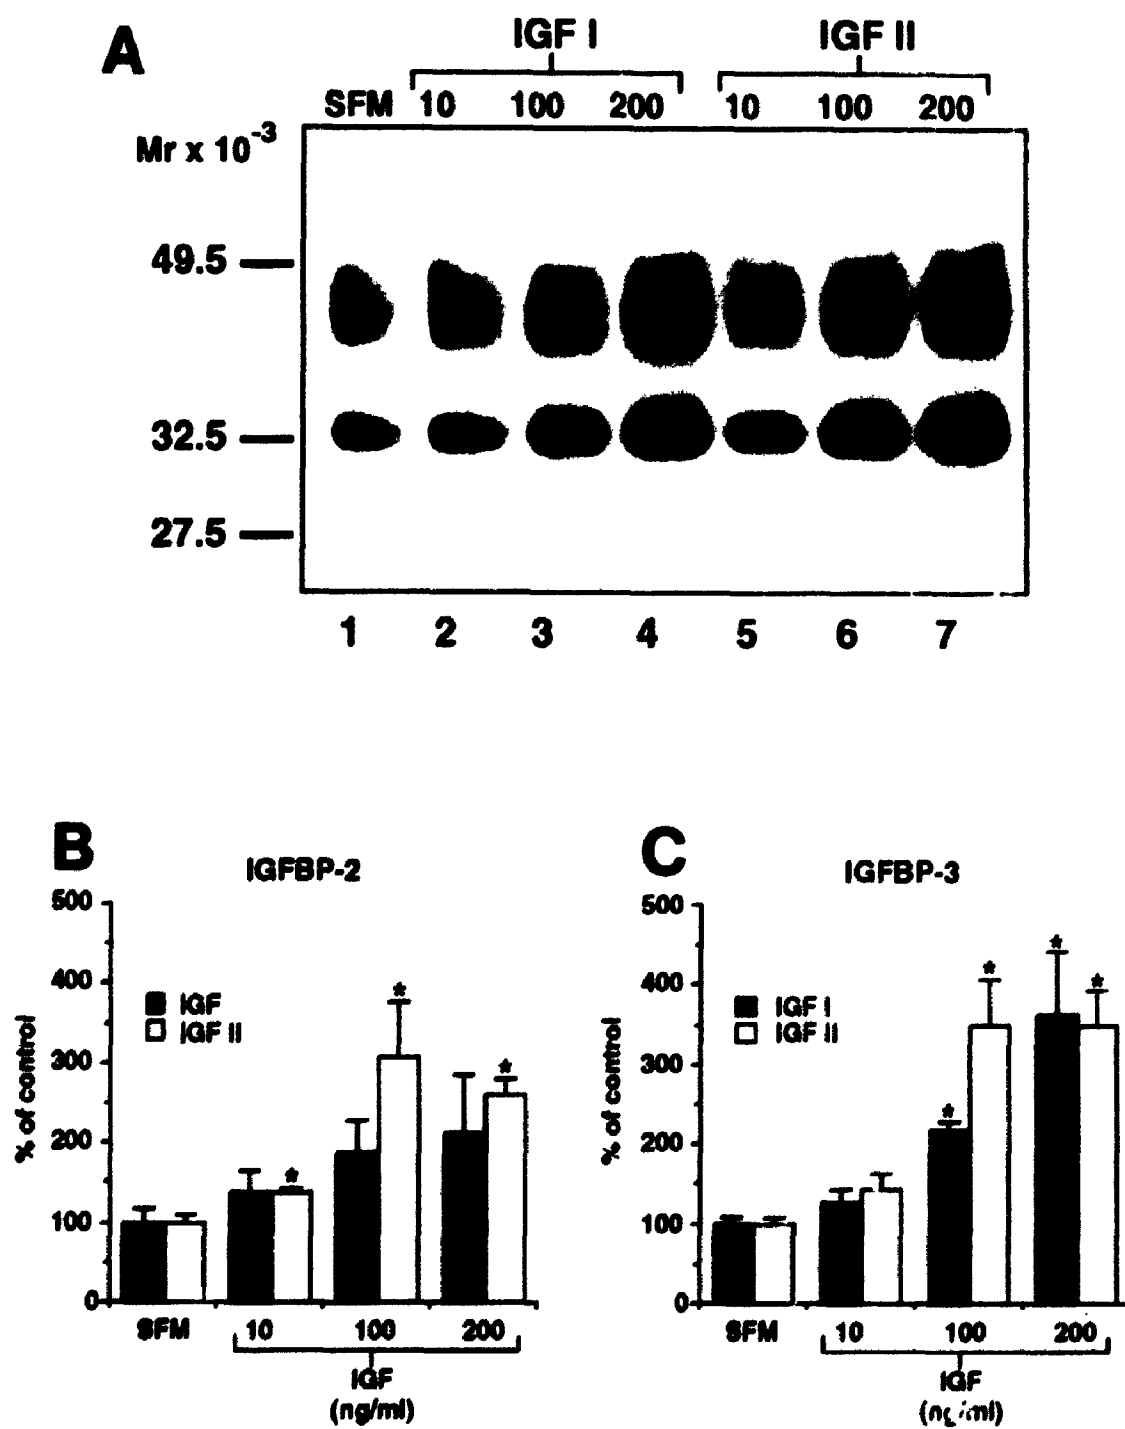 A
IGF I IGF II
SFM 10 100 200 10 100 200
Mr x 10-3
49.5
32.5
27.5
1 2 3 4 5 6 7
B
IGFBP-2
500
400
300
200
100
0
% of control
IGF
IGF II
* * *
SFM 10 100 200
IGF
(ng/ml)
C
IGFBP-3
500
400
300
200
100
0
% of control
IGF I
IGF II
* * * *
SFM 10 100 200
IGF